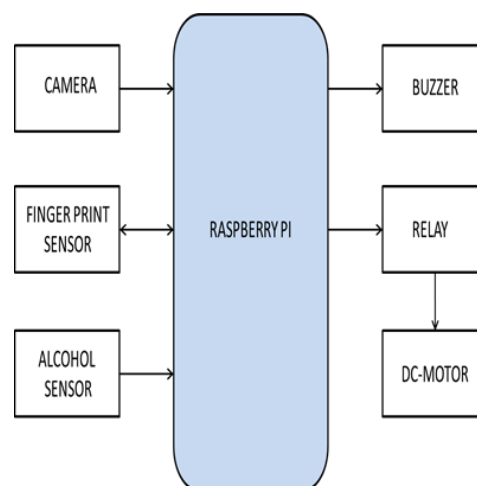 CAMERA
FINGER PRINT
SENSOR
ALCOHOL
SENSOR
RASPBERRY PI
BUZZER
RELAY
DC-MOTOR